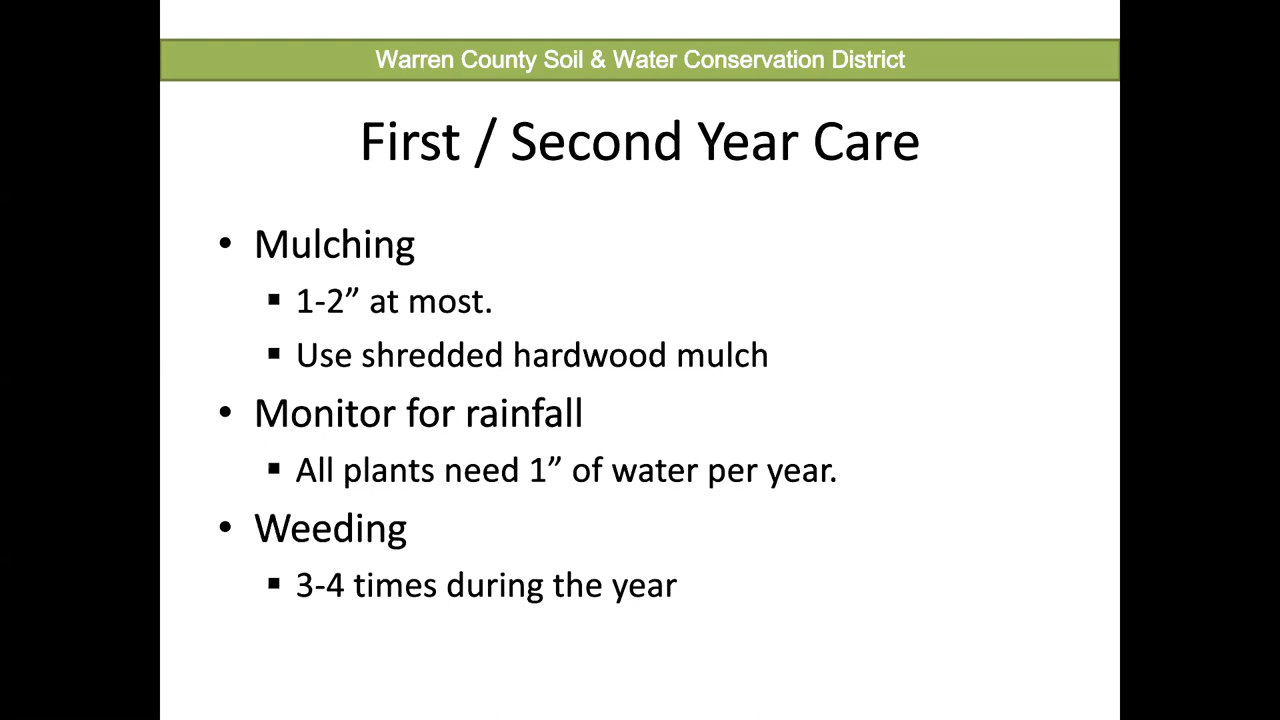 Warren County Soil & Water Conservation District
First / Second Year Care
• Mulching
▪ 1-2” at most.
▪ Use shredded hardwood mulch
• Monitor for rainfall
▪ All plants need 1” of water per year.
• Weeding
▪ 3-4 times during the year